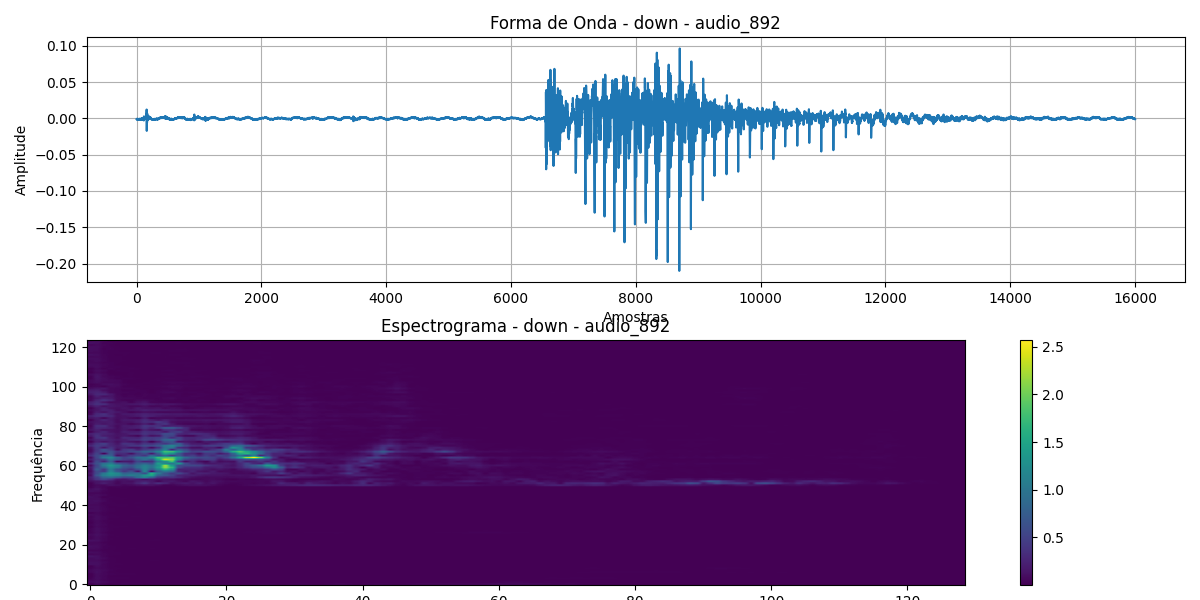 Forma de Onda - down - audio_892
0.10
0.05
0.00
−0.05
−0.10
−0.15
−0.20
Amplitude
0 2000 4000 6000 8000 10000 12000 14000 16000
Amostras
Espectrograma - down - audio_892
120
100
80
60
40
20
0
Frequência
0 20 40 60 80 100 120
2.5
2.0
1.5
1.0
0.5